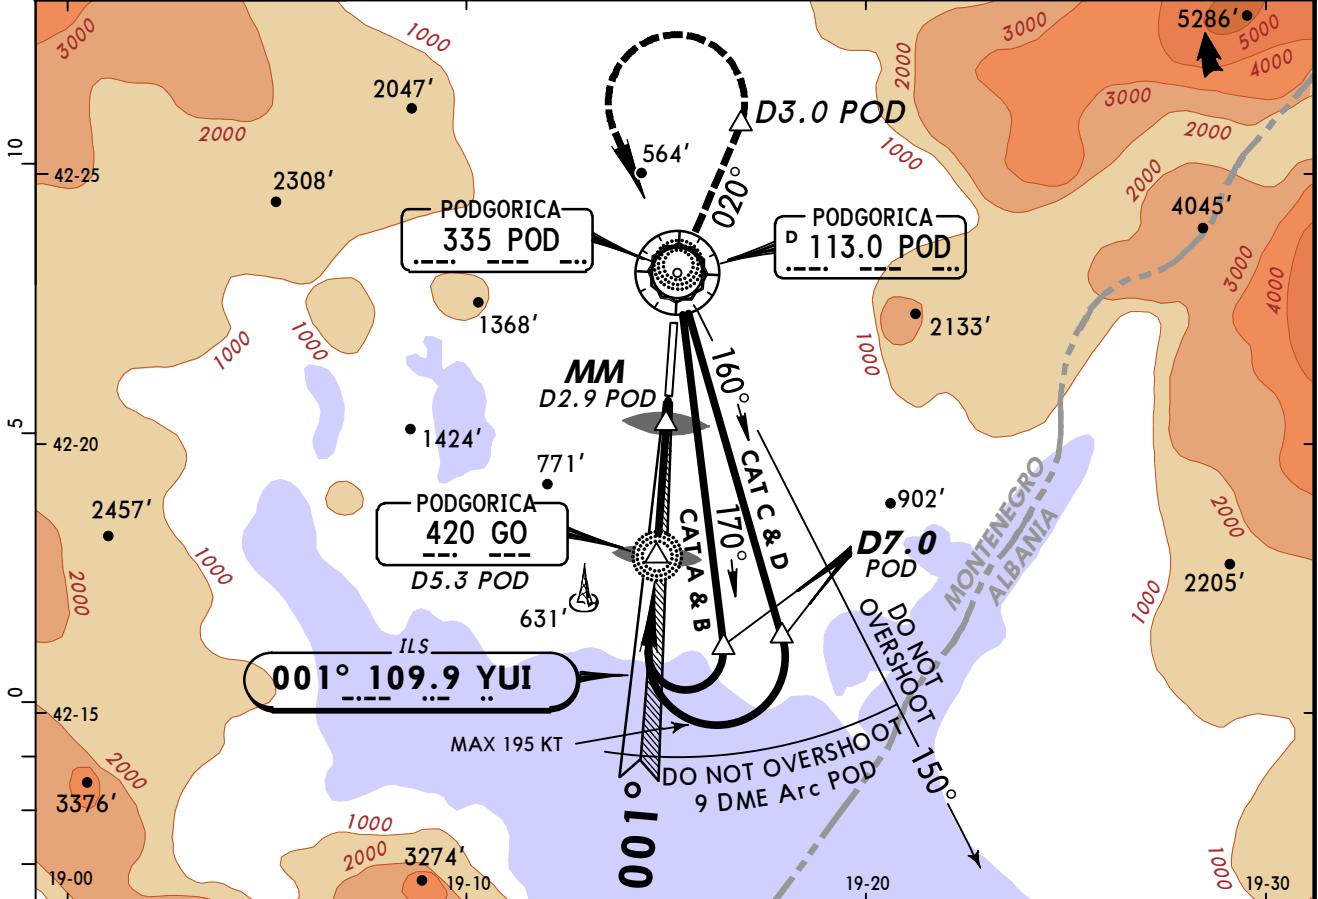 5286'
3000
1000
3000
5000
2000
4000
2047'
3000
D3.0 POD
2000
2000
10
564'
1000
42-25
2308'
2000
020°
4045'
PODGORICA
335 POD
PODGORICA
D 113.0 POD
3000
4000
1368'
2133'
1000
1000
1000
160°
MM
D2.9 POD
5
42-20
1424'
CAT C & D
771'
2457'
902'
MONTENEGRO
ALBANIA
2000
PODGORICA
420 GO
D5.3 POD
CAT A & B
170°
D7.0
POD
1000
2000
2205'
631'
1000
DO NOT
OVERSHOOT
ILS
001° 109.9 YUI
0
42-15
MAX 195 KT
DO NOT OVERSHOOT
9 DME Arc POD
150°
2000
3376'
001°
1000
2000
3274'
1000
19-00
19-10
19-20
19-30